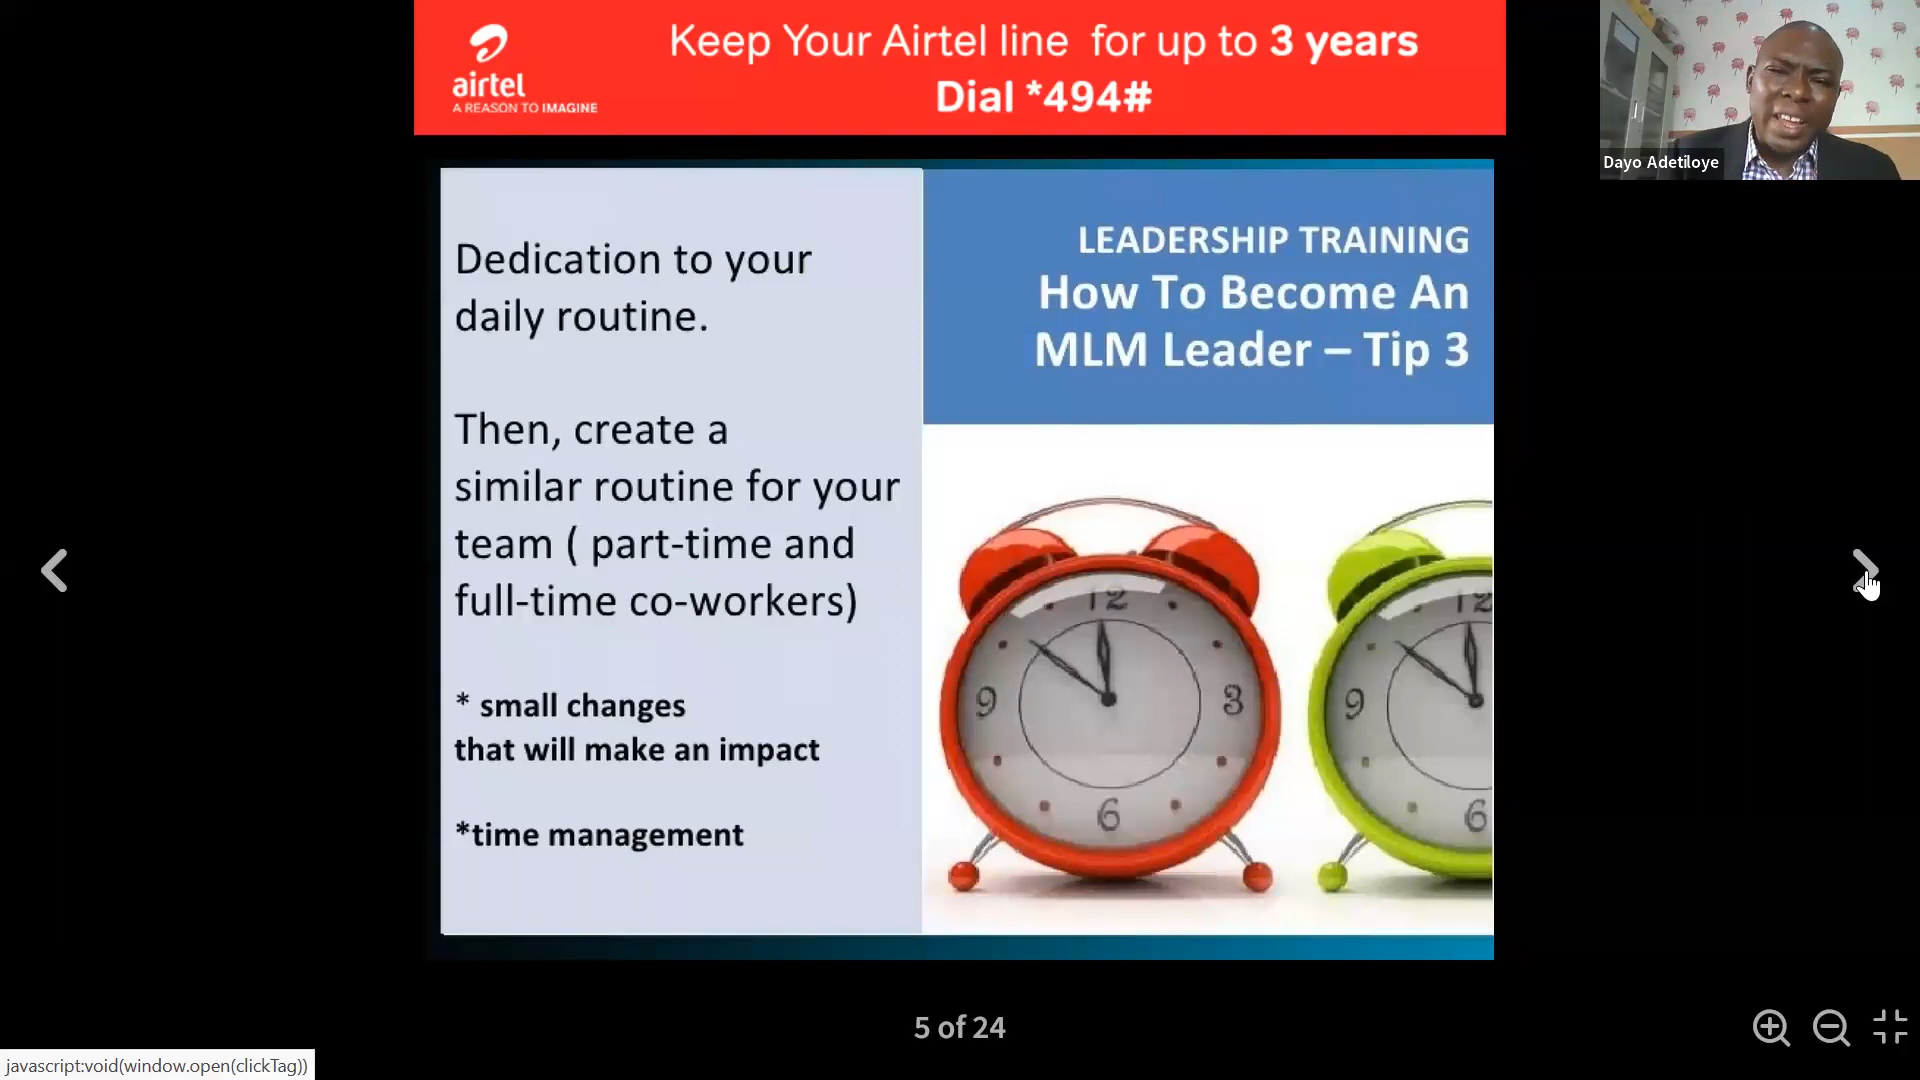 airtel
A REASON TO IMAGINE
Keep Your Airtel line for up to 3 years
Dial *494#
Dayo Adetiloye
Dedication to your
daily routine.
Then, create a
similar routine for your
team ( part-time and
full-time co-workers)
* small changes
that will make an impact
*time management
LEADERSHIP TRAINING
How To Become An
MLM Leader – Tip 3
12
9
3
6
12
9
6
5 of 24
javascript:void(window.open(clickTag))